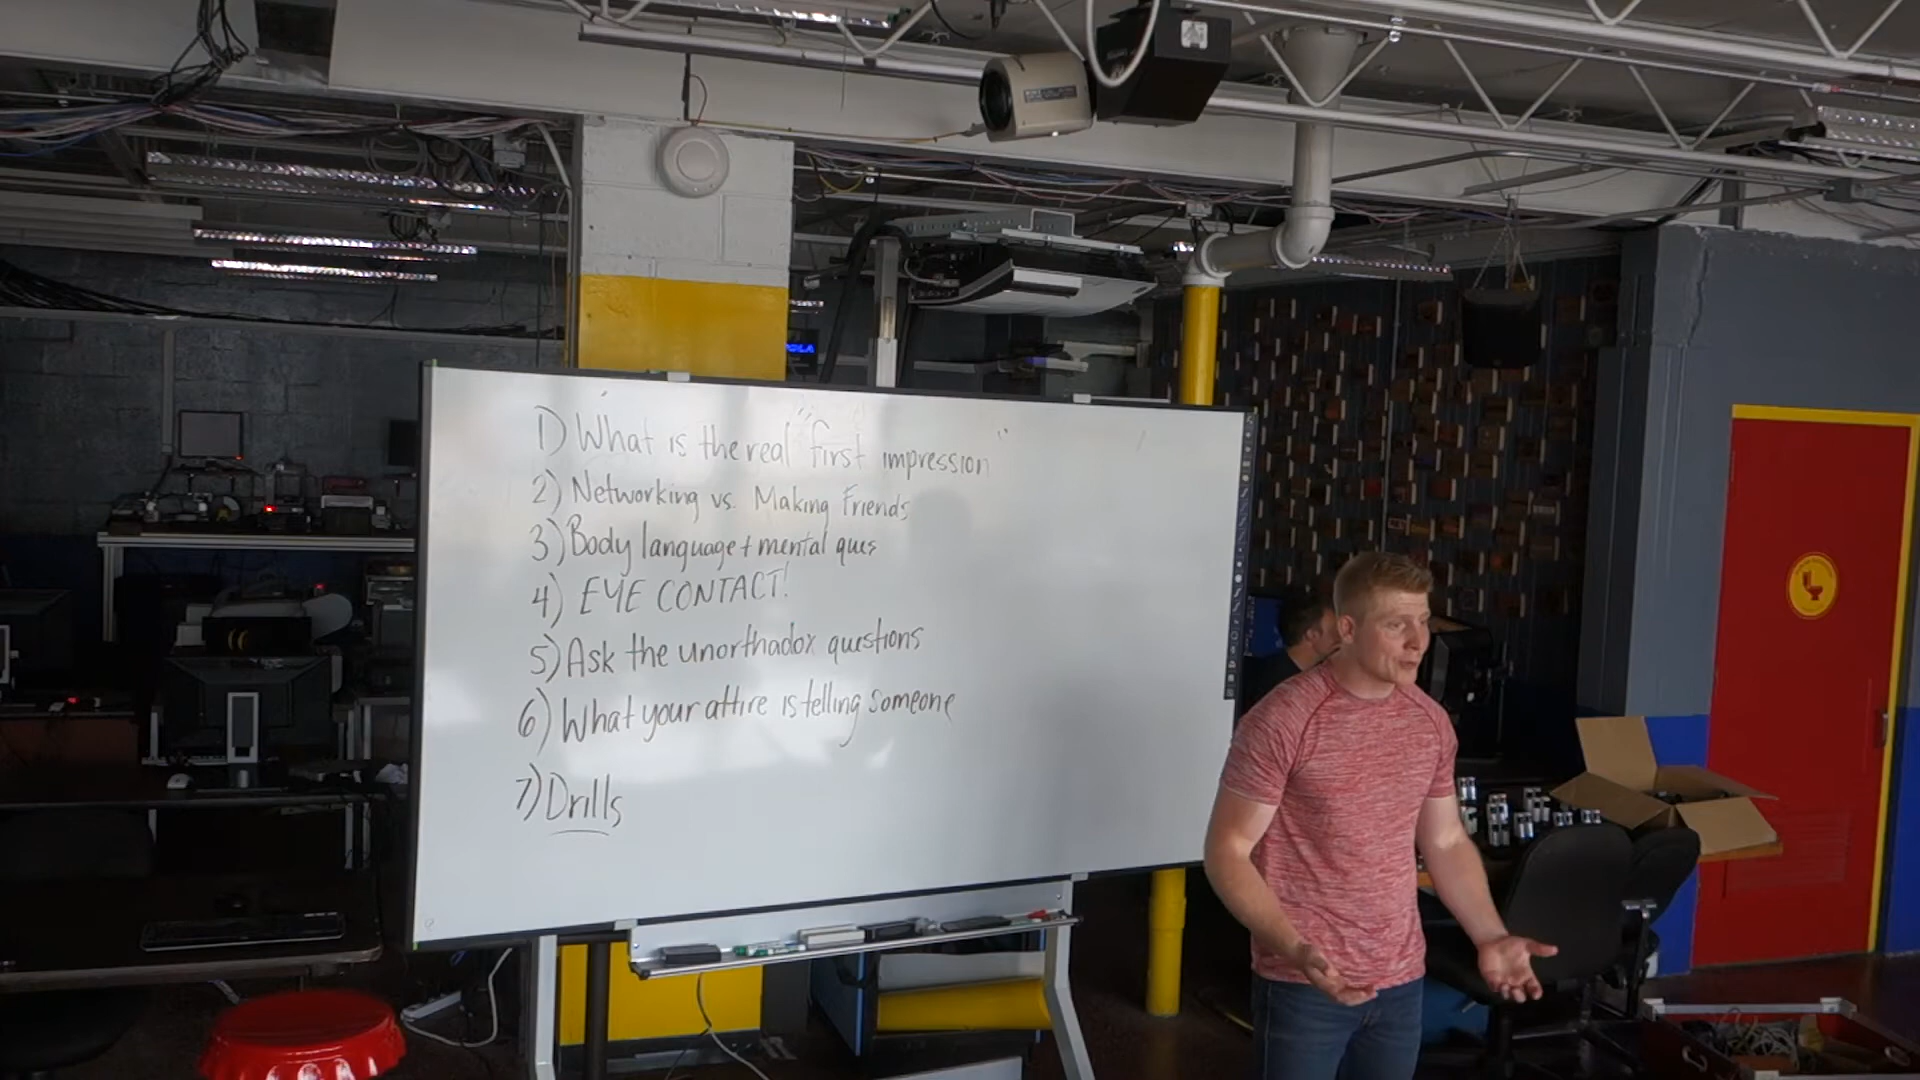 1) What is the real "first impression"
2) Networking vs. Making Friends
3) Body language + mental ques
4) EYE CONTACT!
5) Ask the unorthadox questions
6) What your attire is telling someone
7) Drills